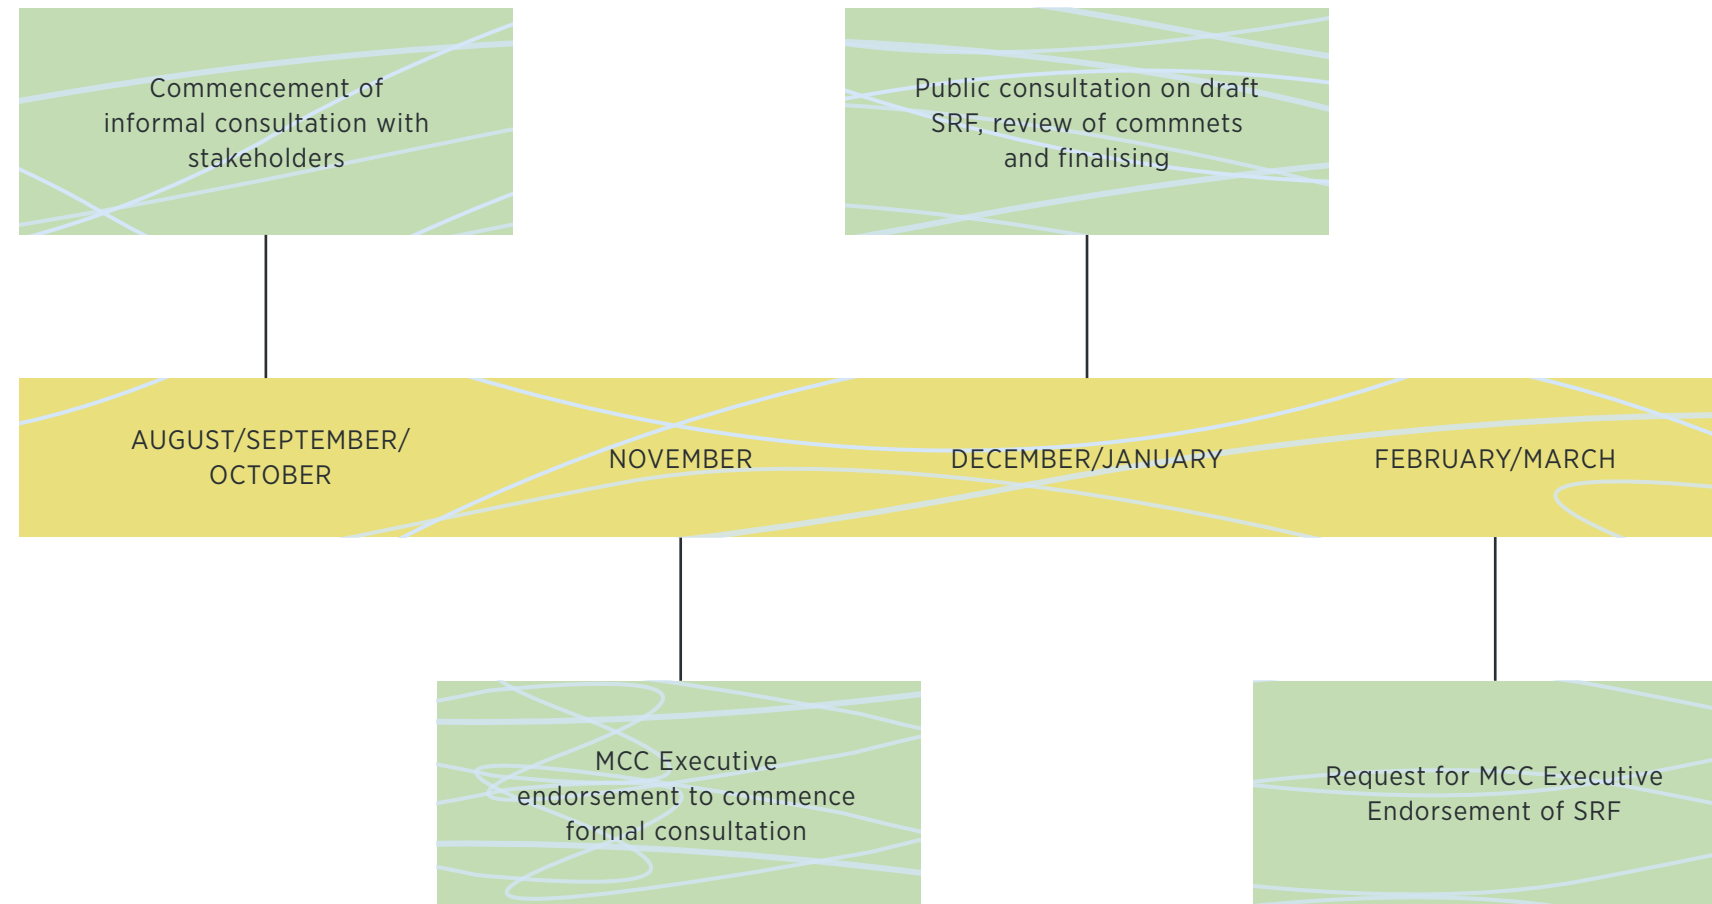 Commencement of
informal consultation with
stakeholders
Public consultation on draft
SRF, review of commnets
and finalising
AUGUST/SEPTEMBER/
OCTOBER
NOVEMBER
DECEMBER/JANUARY
FEBRUARY/MARCH
MCC Executive
endorsement to commence
formal consultation
Request for MCC Executive
Endorsement of SRF